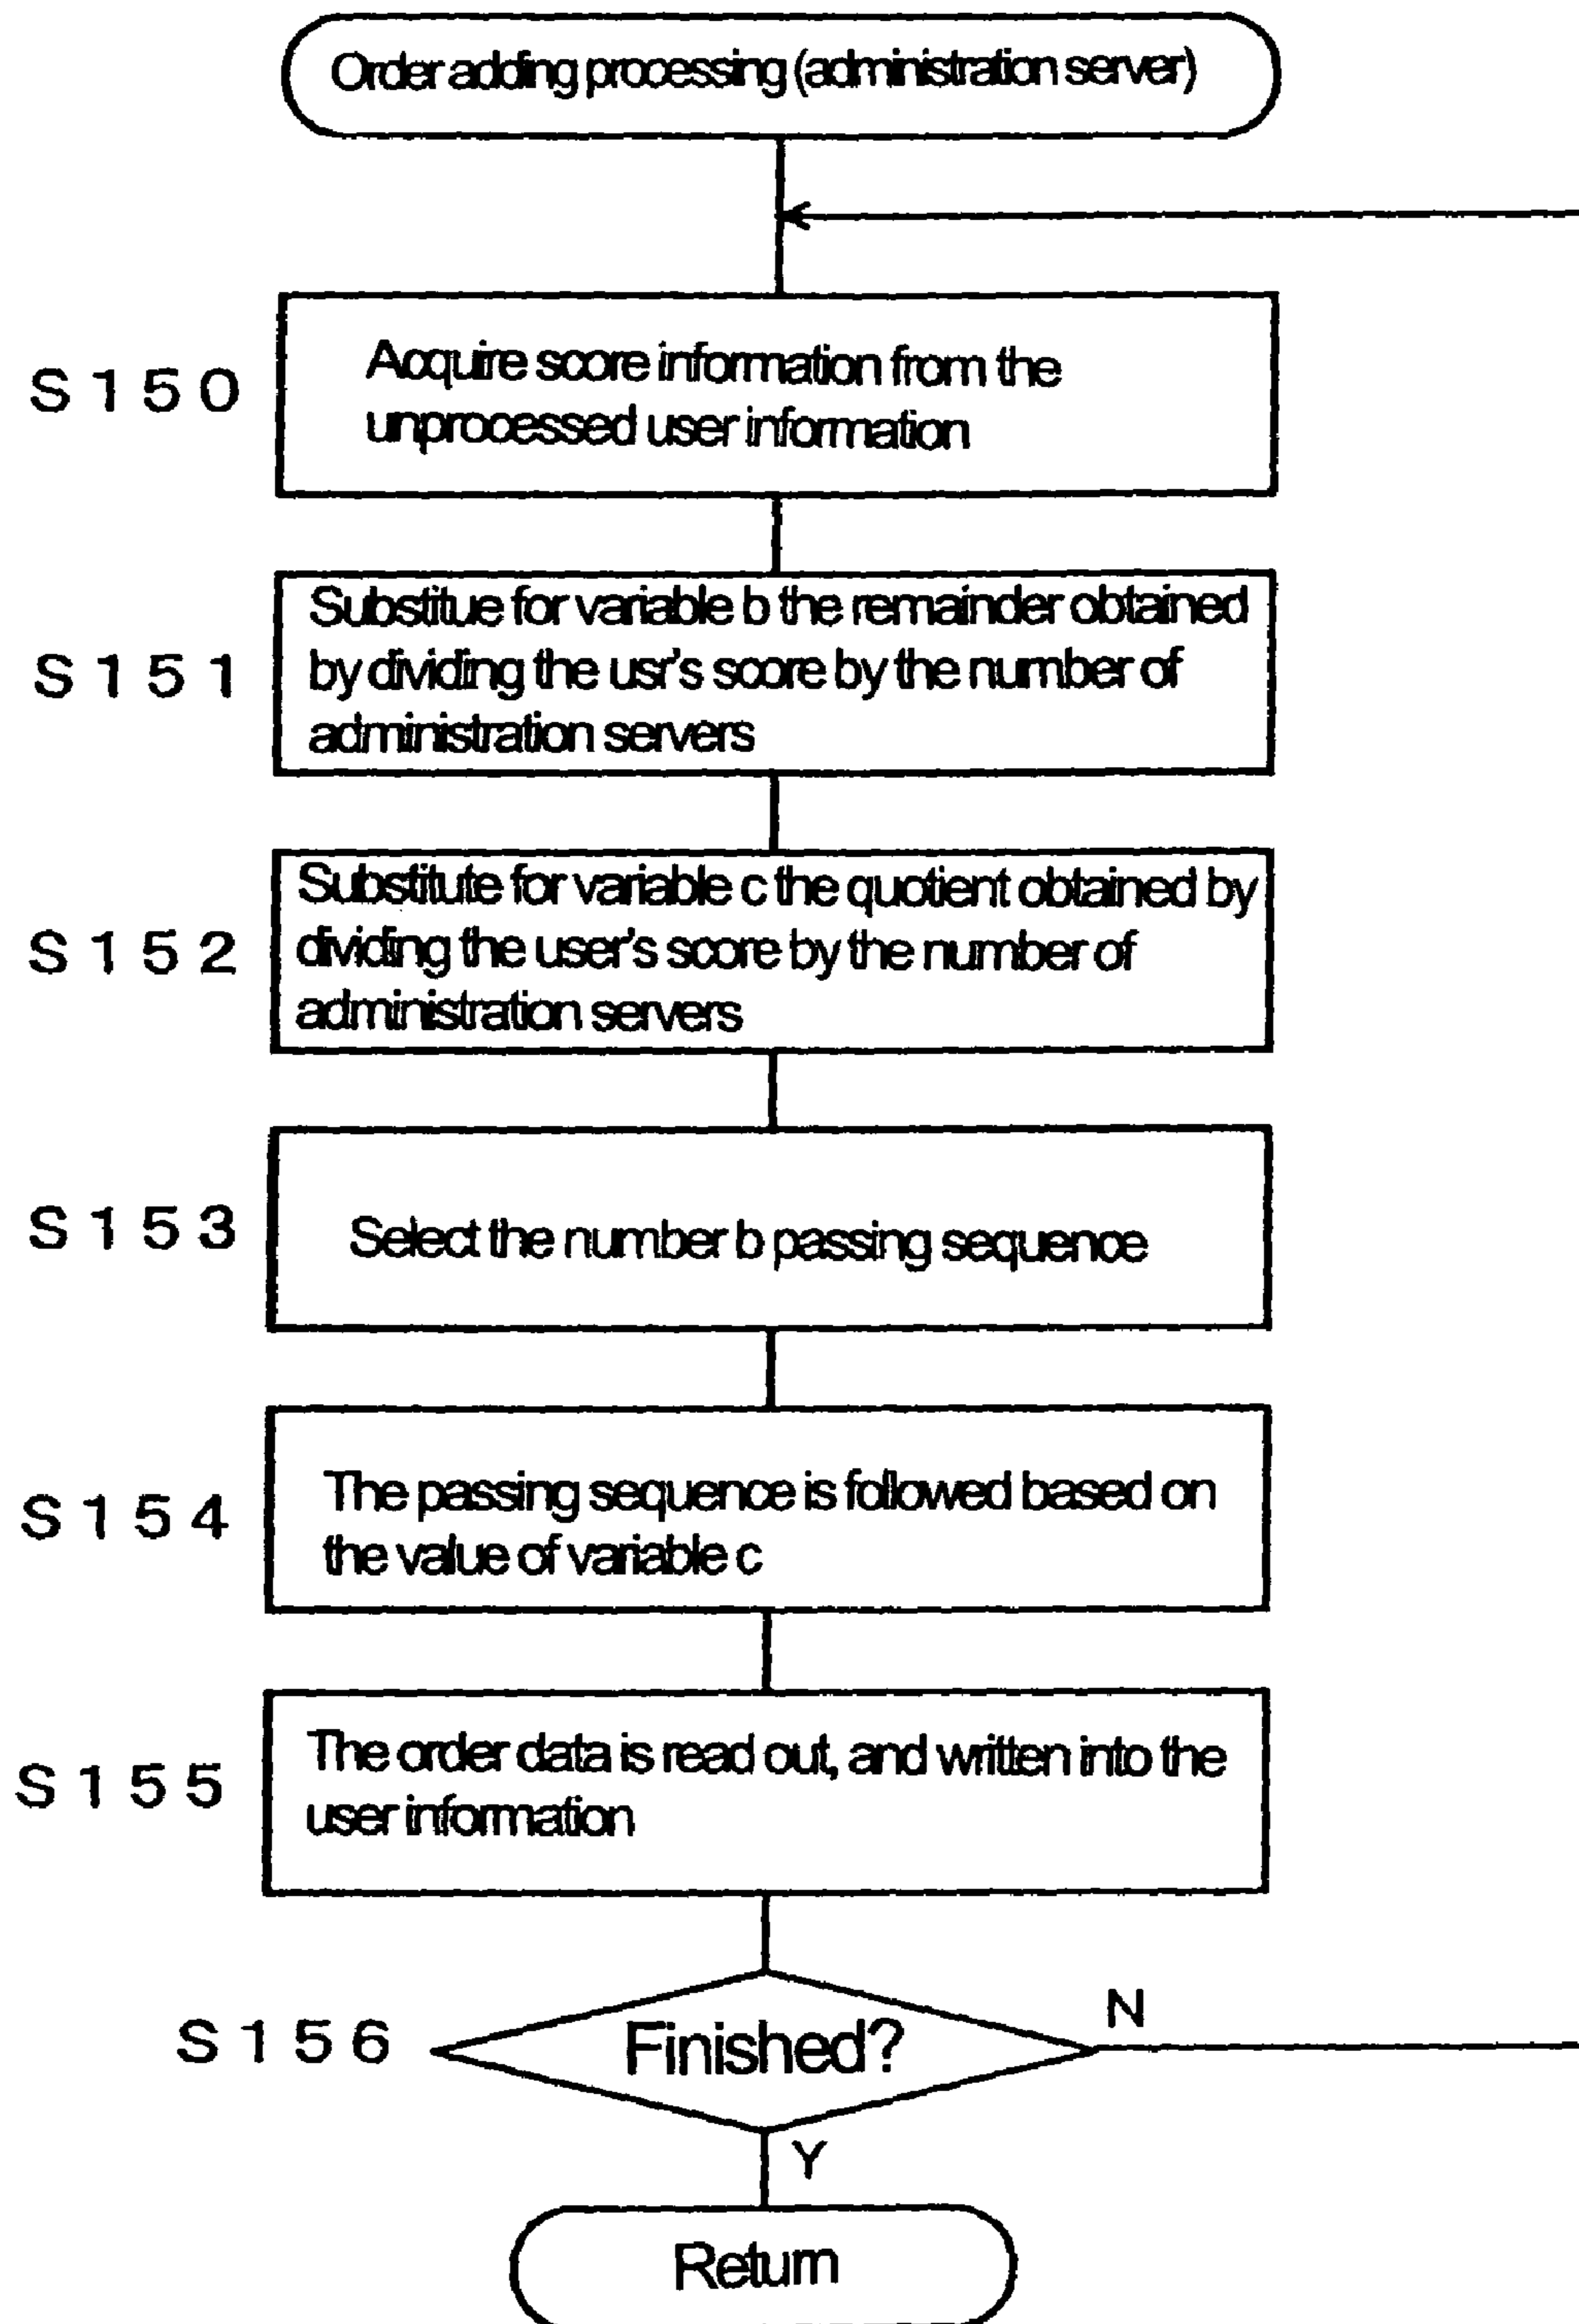 Order adding processing (administration server)
S150
Acquire score information from the
unprocessed user information
S151
Substitue for variable b the remainder obtained
by dividing the usr's score by the number of
administration servers
S152
Substitute for variable c the quotient obtained by
dividing the user's score by the number of
administration servers
S153
Select the number b passing sequence
S154
The passing sequence is followed based on
the value of variable c
S155
The order data is read out, and written into the
user information
S156
Finished?
N
Y
Return